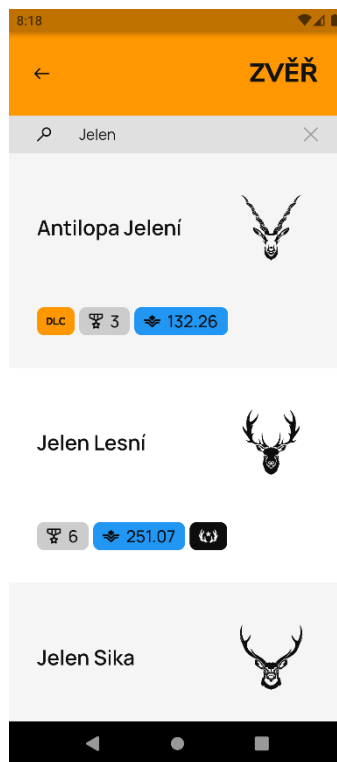 8:18
ZVĚŘ
Jelen
Antilopa Jelení
DLC 3 132.26
Jelen Lesní
6 251.07
Jelen Sika